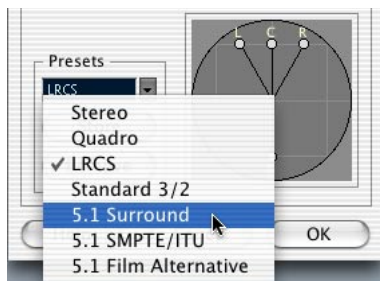 L C R
Presets
LRCS
Stereo
Quadro
✓ LRCS
Standard 3/2
5.1 Surround
5.1 SMPTE/ITU
OK
5.1 Film Alternative